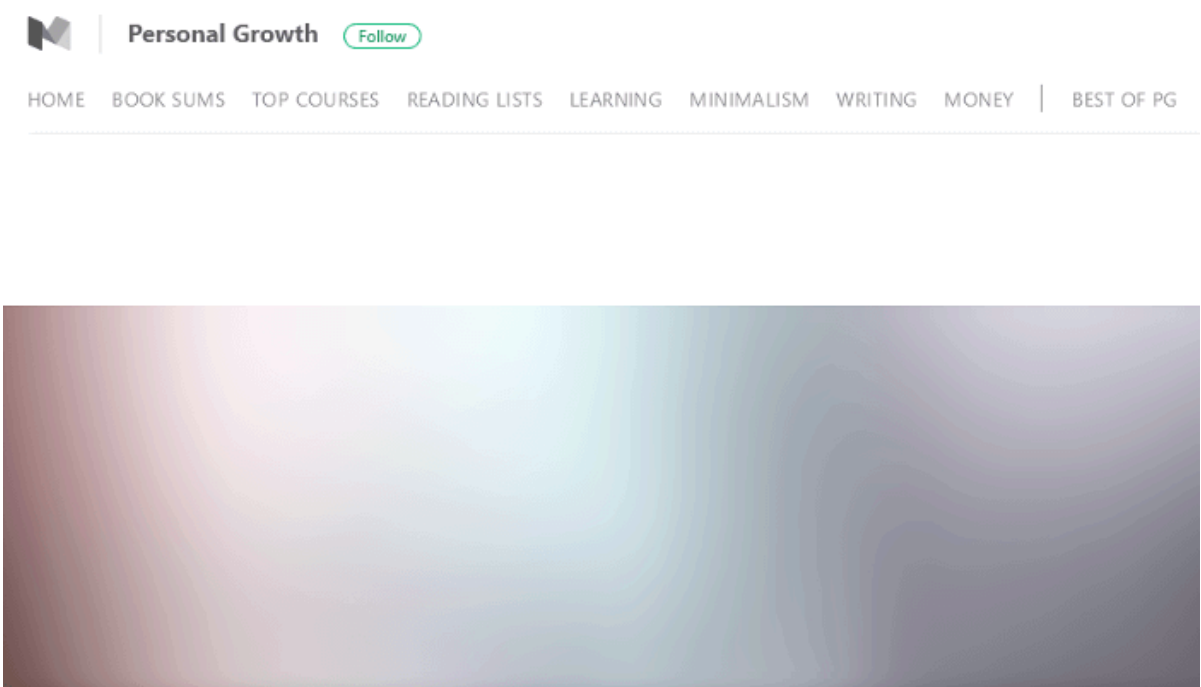 Personal Growth Follow
HOME BOOK SUMS TOP COURSES READING LISTS LEARNING MINIMALISM WRITING MONEY | BEST OF PG